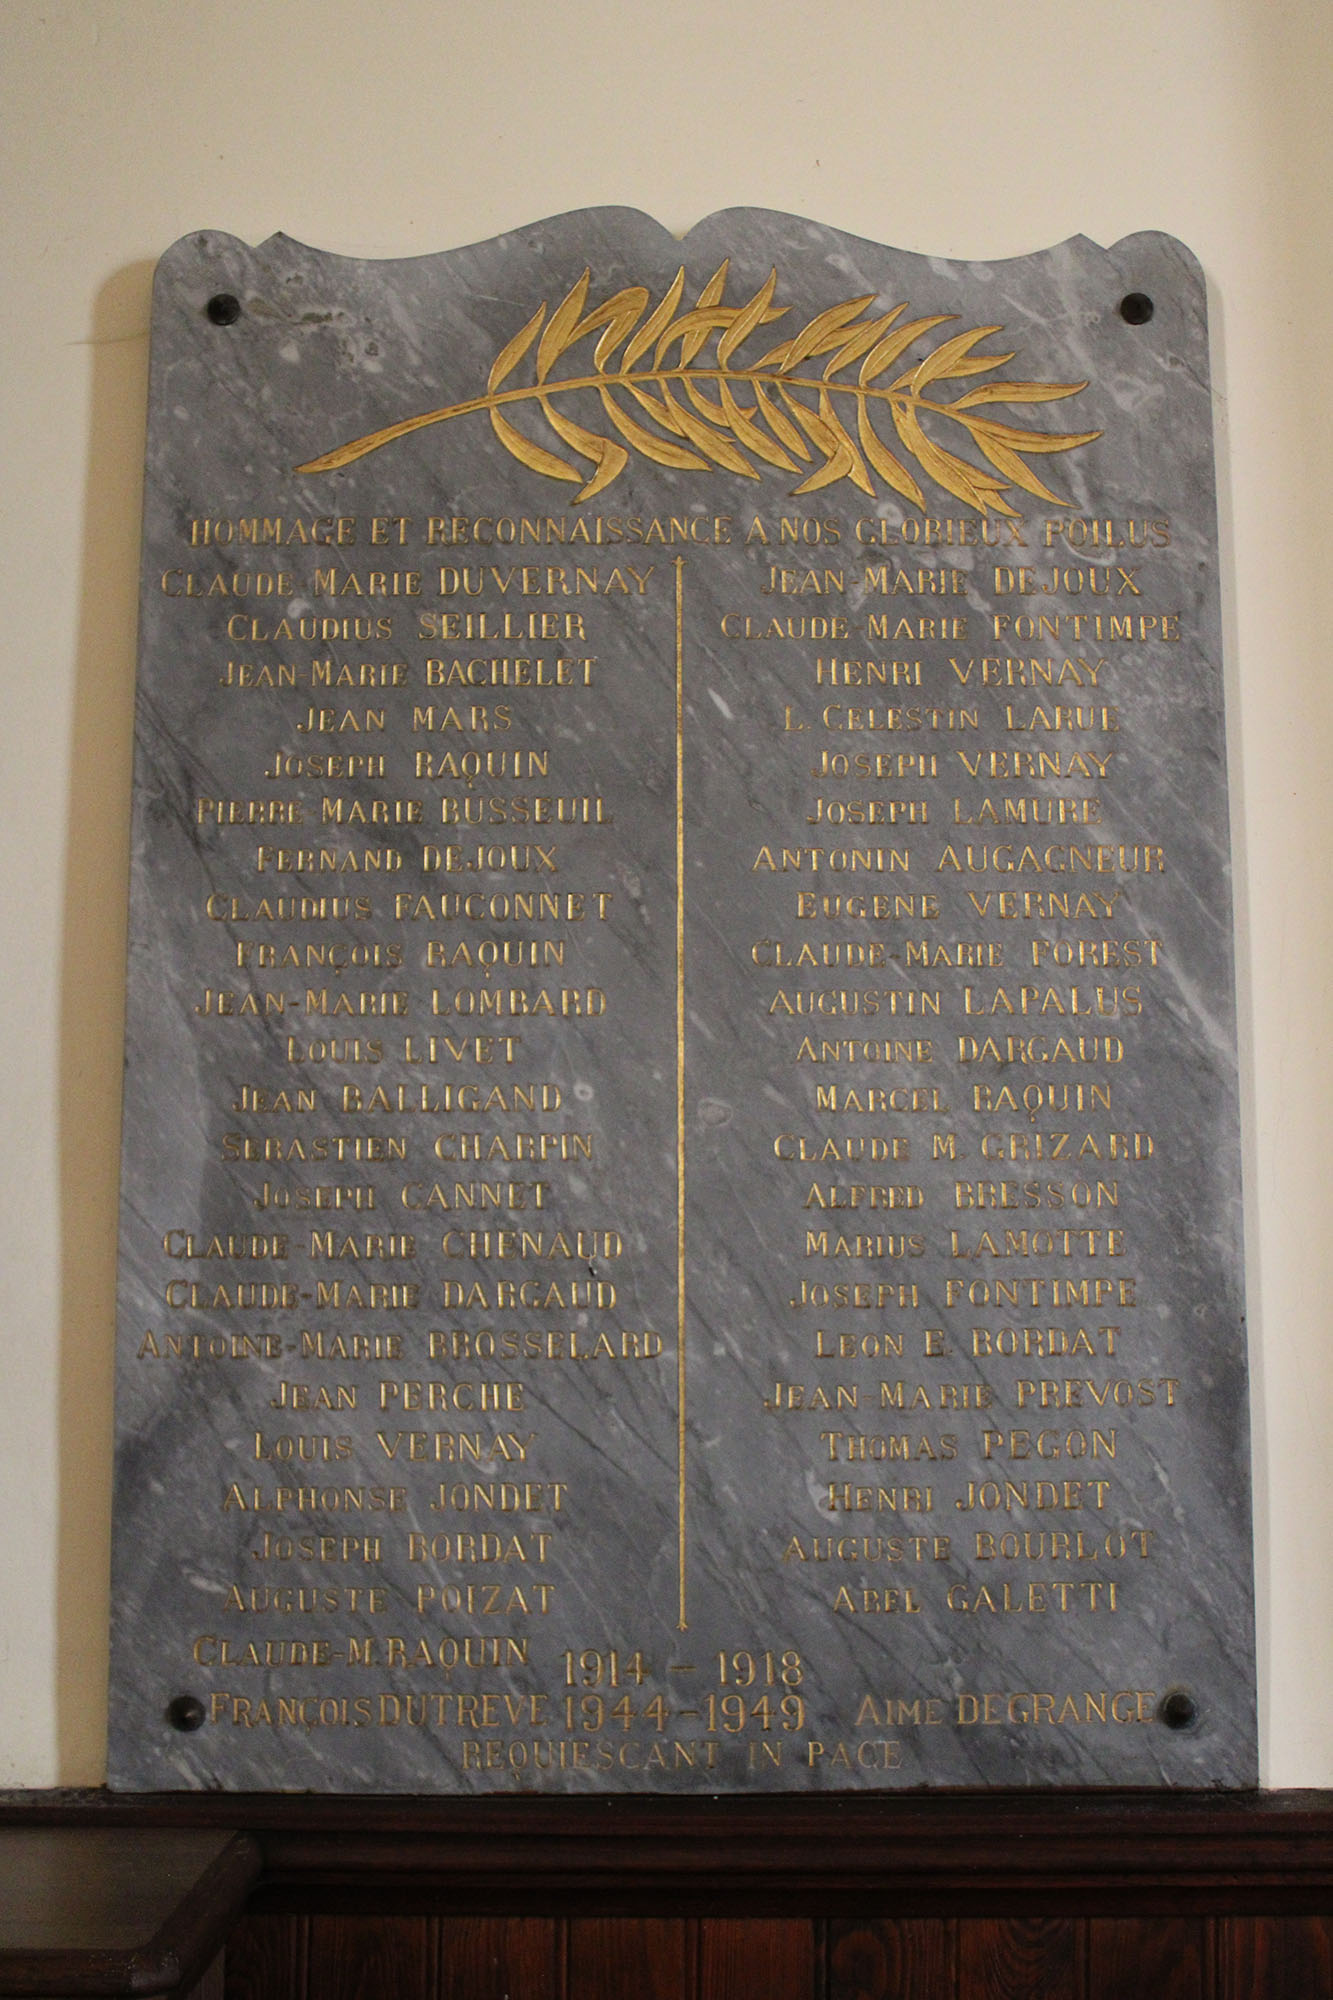 HOMMAGE ET RECONNAISSANCE A NOS GLORIEUX POILUS
CLAUDE-MARIE DUVERNAY
CLAUDIUS SEILLIER
JEAN-MARIE BACHELET
JEAN MARS
JOSEPH RAQUIN
PIERRE-MARIE BUSSEUIL
FERNAND DEJOUX
CLAUDIUS FAUCONNET
FRANÇOIS RAQUIN
JEAN-MARIE LOMBARD
LOUIS LIVET
JEAN BALLIGAND
SEBASTIEN CHARPIN
JOSEPH CANNET
CLAUDE-MARIE CHENAUD
CLAUDE-MARIE DARGAUD
ANTOINE-MARIE BROSSELARD
JEAN PERCHE
LOUIS VERNAY
ALPHONSE JONDET
JOSEPH BORDAT
AUGUSTE POIZAT
CLAUDE-M. RAQUIN
JEAN-MARIE DEJOUX
CLAUDE-MARIE FONTIMPE
HENRI VERNAY
L. CELESTIN LARUE
JOSEPH VERNAY
JOSEPH LAMURE
ANTONIN AUGAGNEUR
EUGENE VERNAY
CLAUDE-MARIE FOREST
AUGUSTIN LAPALUS
ANTOINE DARGAUD
MARCEL RAQUIN
CLAUDE M. GRIZARD
ALFRED BRESSON
MARIUS LAMOTTE
JOSEPH FONTIMPE
LEON E. BORDAT
JEAN-MARIE PREVOST
THOMAS PEGON
HENRI JONDET
AUGUSTE BOURLOT
ABEL GALETTI
1914 - 1918
FRANÇOIS DUTREVE 1944-1949 AIME DEGRANGE
REQUIESCANT IN PACE